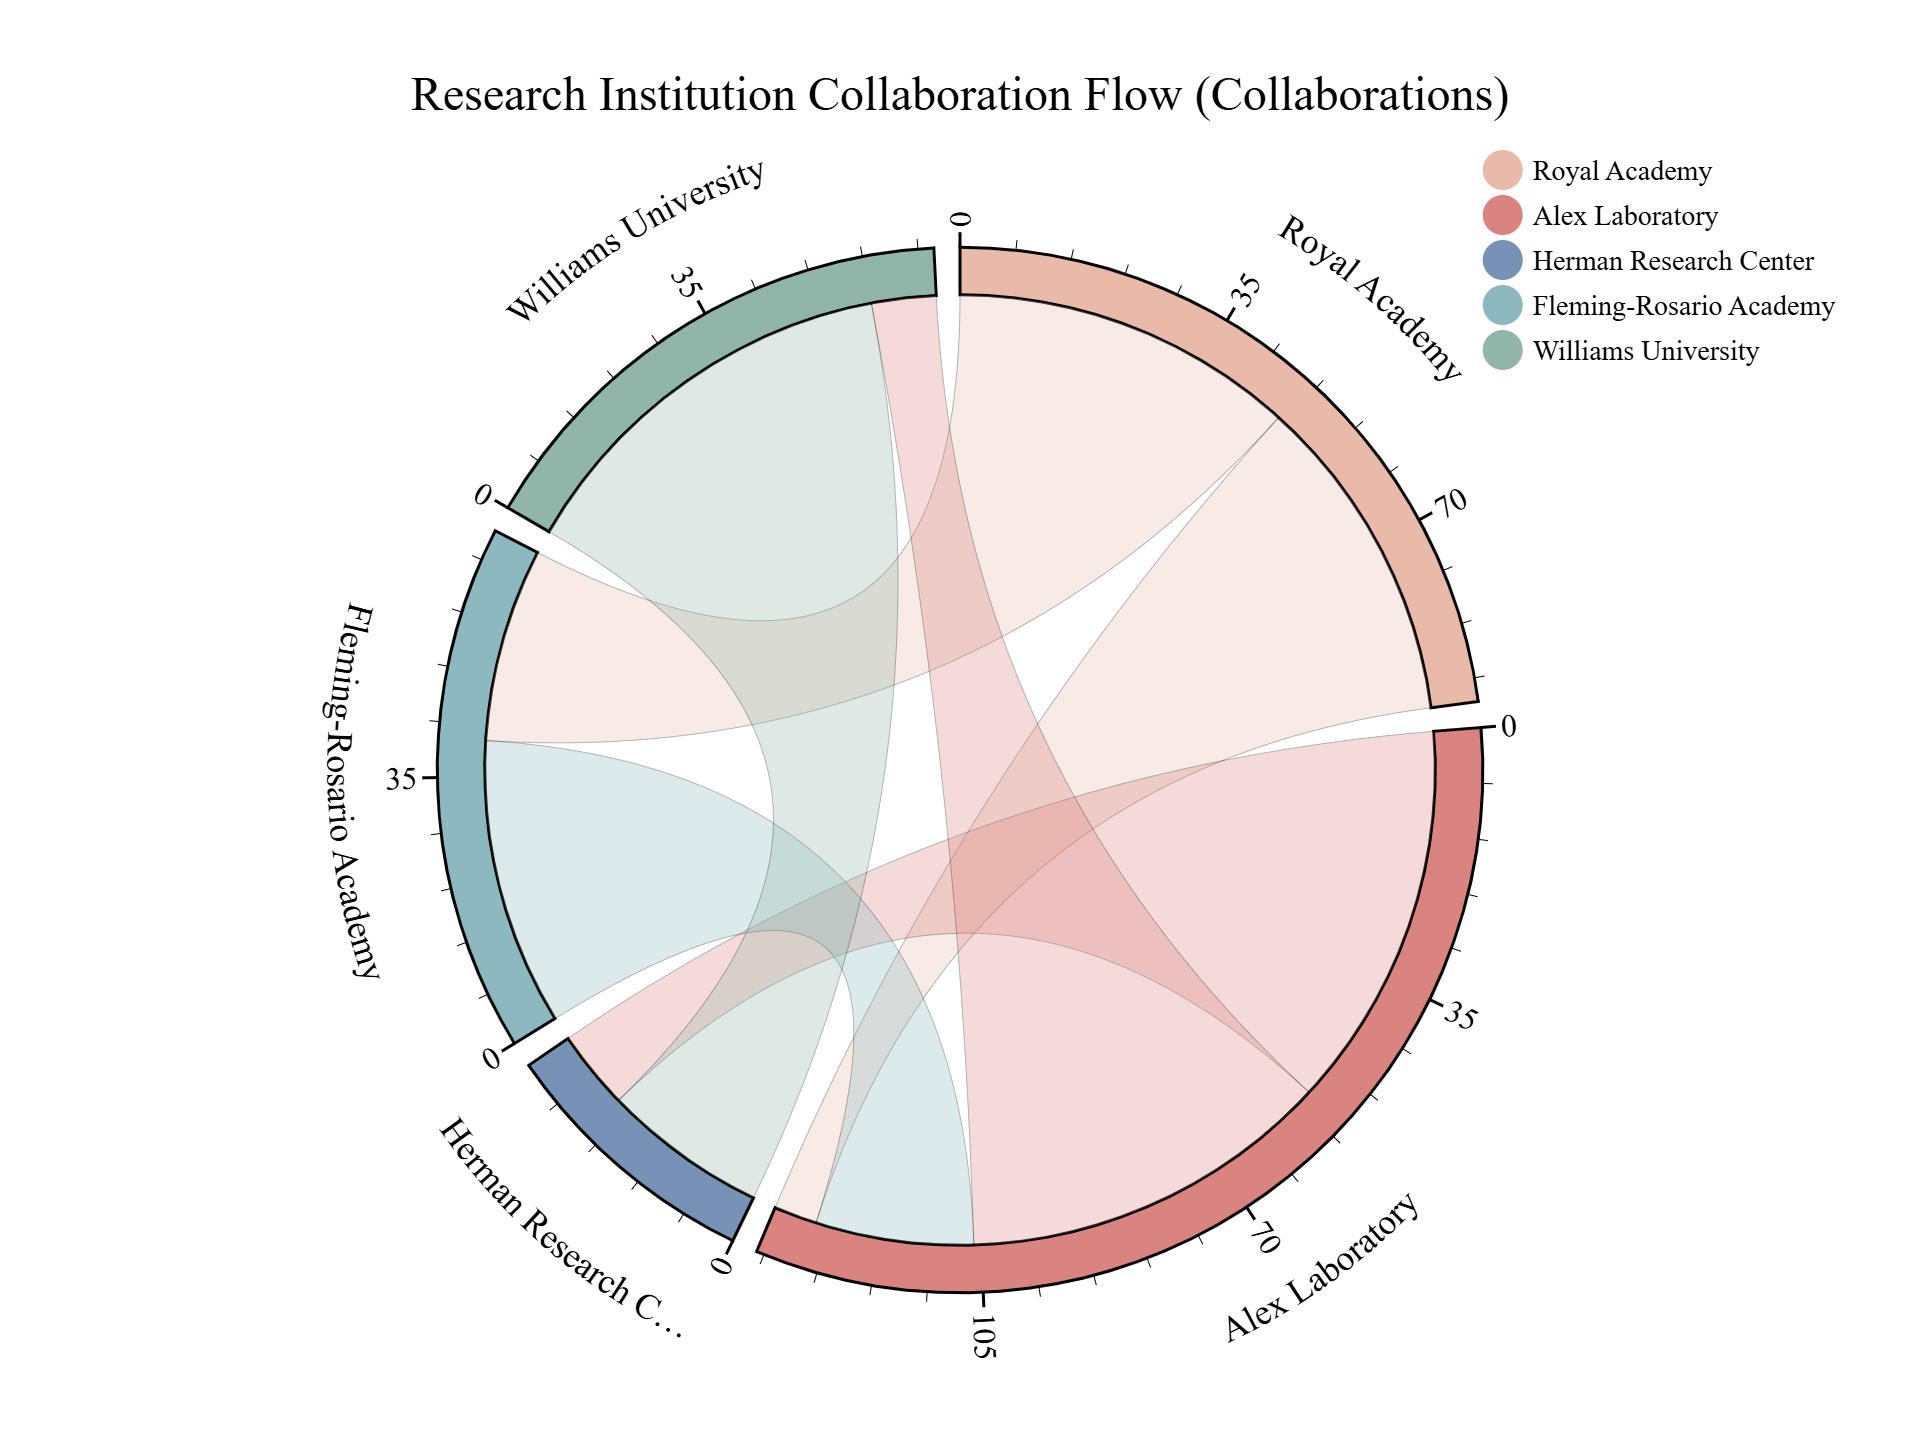 Research Institution Collaboration Flow (Collaborations)
Royal Academy
Alex Laboratory
Herman Research Center
Fleming-Rosario Academy
Williams University
Royal Academy
0
35
70
Alex Laboratory
0
35
70
105
Herman Research C…
0
Fleming-Rosario Academy
0
35
Williams University
0
35